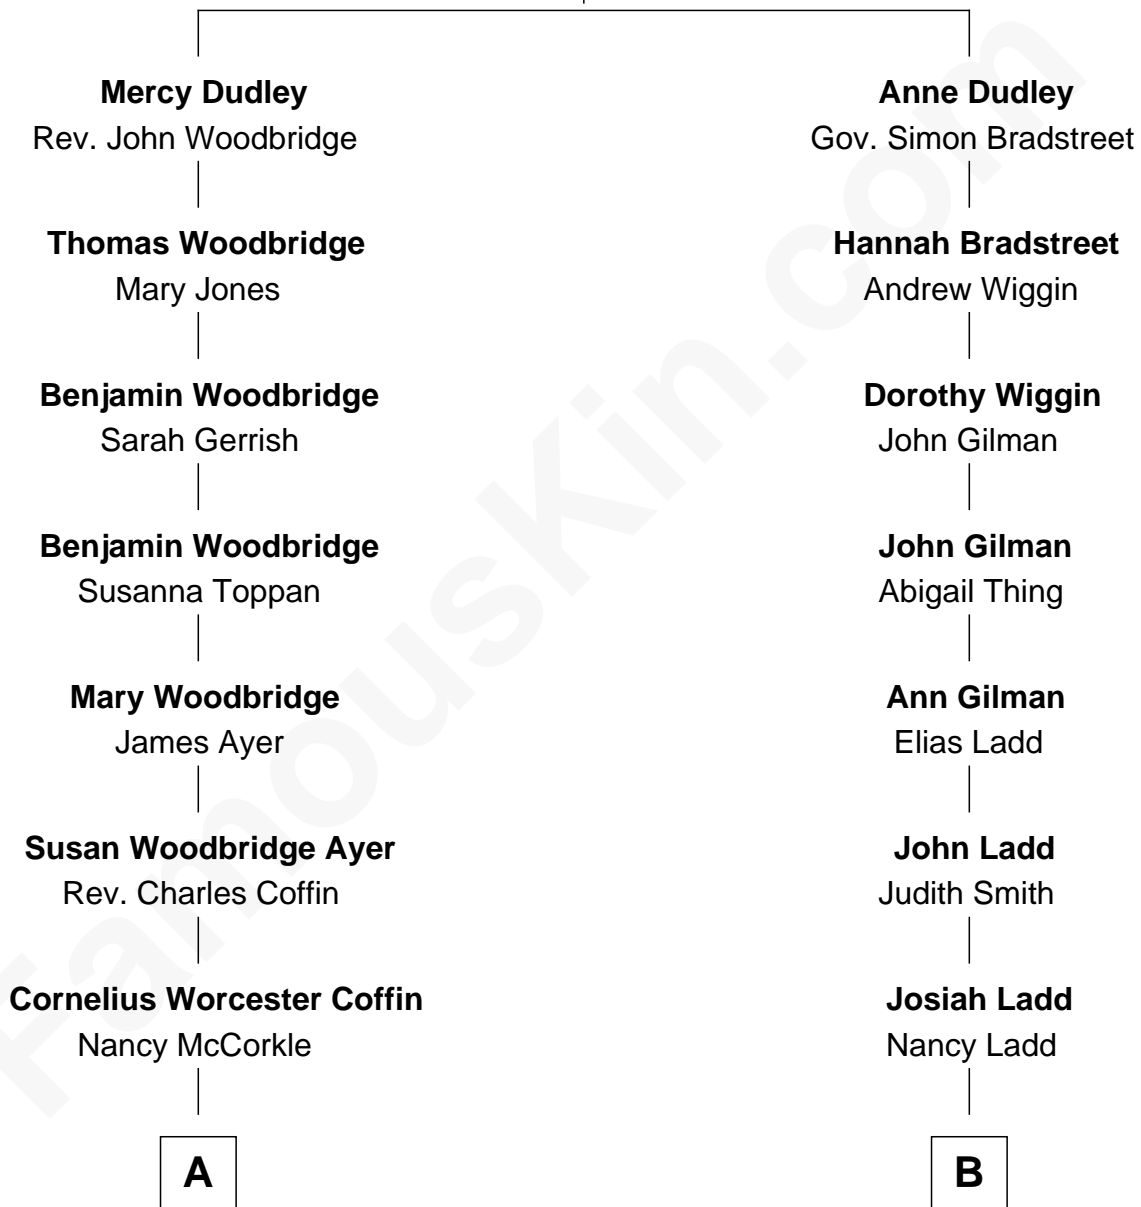 Mercy Dudley
Rev. John Woodbridge
Thomas Woodbridge
Mary Jones
Benjamin Woodbridge
Sarah Gerrish
Benjamin Woodbridge
Susanna Toppan
Mary Woodbridge
James Ayer
Susan Woodbridge Ayer
Rev. Charles Coffin
Cornelius Worcester Coffin
Nancy McCorkle
A
Anne Dudley
Gov. Simon Bradstreet
Hannah Bradstreet
Andrew Wiggin
Dorothy Wiggin
John Gilman
John Gilman
Abigail Thing
Ann Gilman
Elias Ladd
John Ladd
Judith Smith
Josiah Ladd
Nancy Ladd
B
FamousKin.com